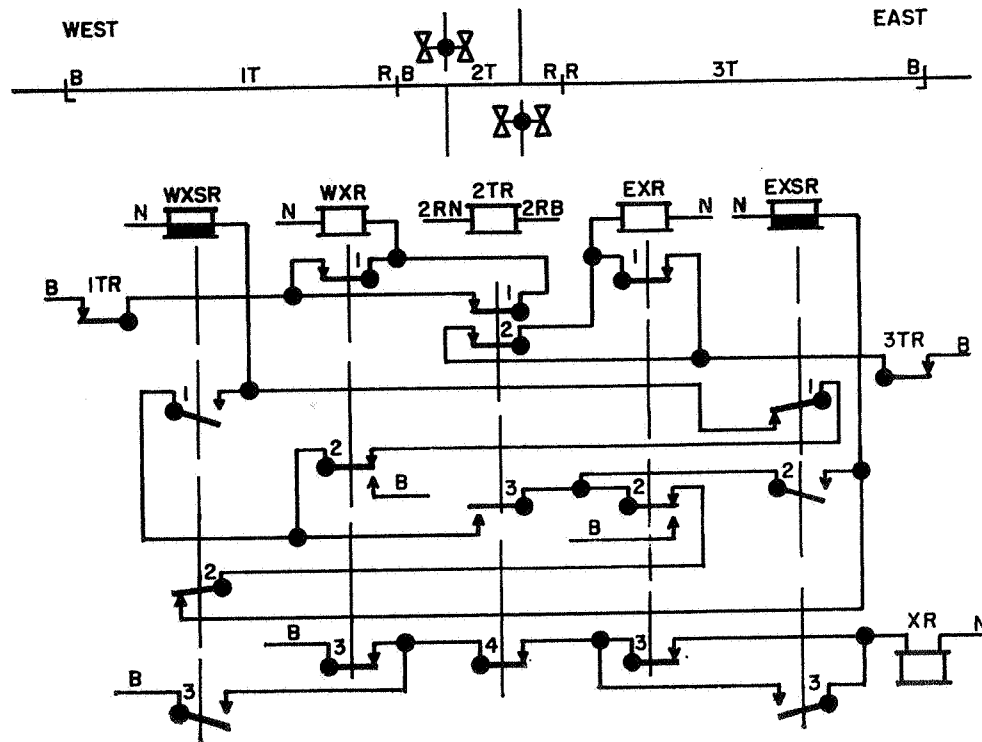 WEST EAST
B 1T R B 2T R R 3T B
WXSR WXR 2TR EXR EXSR
N N 2RN 2RB N N
1 1
B 1TR 1
2 3TR B
1 1
2
B 3 2 2
B
2
XR
B 3 4 3 N
B 3 3